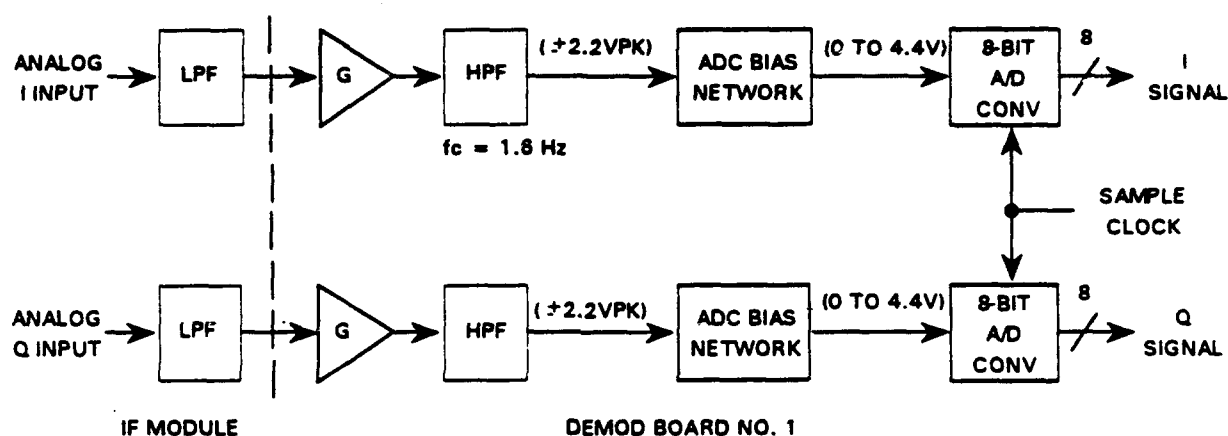 ANALOG
I INPUT
LPF
G
HPF
fc = 1.8 Hz
(±2.2VPK)
ADC BIAS
NETWORK
(0 TO 4.4V)
8-BIT
A/D
CONV
8
I
SIGNAL
SAMPLE
CLOCK
ANALOG
Q INPUT
LPF
G
HPF
(±2.2VPK)
ADC BIAS
NETWORK
(0 TO 4.4V)
8-BIT
A/D
CONV
8
Q
SIGNAL
IF MODULE
DEMOD BOARD NO. 1